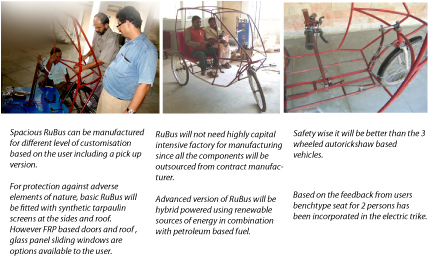 Spacious RuBus can be manufactured
for different level of customisation
based on the user including a pick up
version.
For protection against adverse
elements of nature, basic RuBus will
be fitted with synthetic tarpaulin
screens at the sides and roof.
However FRP based doors and roof ,
glass panel sliding windows are
options available to the user.
RuBus will not need highly capital
intensive factory for manufacturing
since all the components will be
outsourced from contract manufac-
turer.
Advanced version of RuBus will be
hybrid powered using renewable
sources of energy in combination
with petroleum based fuel.
Safety wise it will be better than the 3
wheeled autorickshaw based
vehicles.
Based on the feedback from users
benchtype seat for 2 persons has
been incorporated in the electric trike.